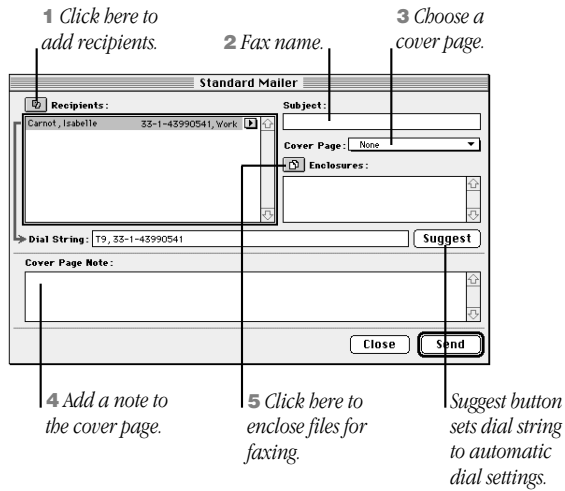 1 Click here to
add recipients.
2 Fax name.
3 Choose a
cover page.
Standard Mailer
Recipients:
Carnot, Isabelle 33-1-43990541, Work
Subject:
Cover Page: None
Enclosures:
Dial String: T9, 33-1-43990541
Suggest
Cover Page Note:
Close
Send
4 Add a note to
the cover page.
5 Click here to
enclose files for
faxing.
Suggest button
sets dial string
to automatic
dial settings.